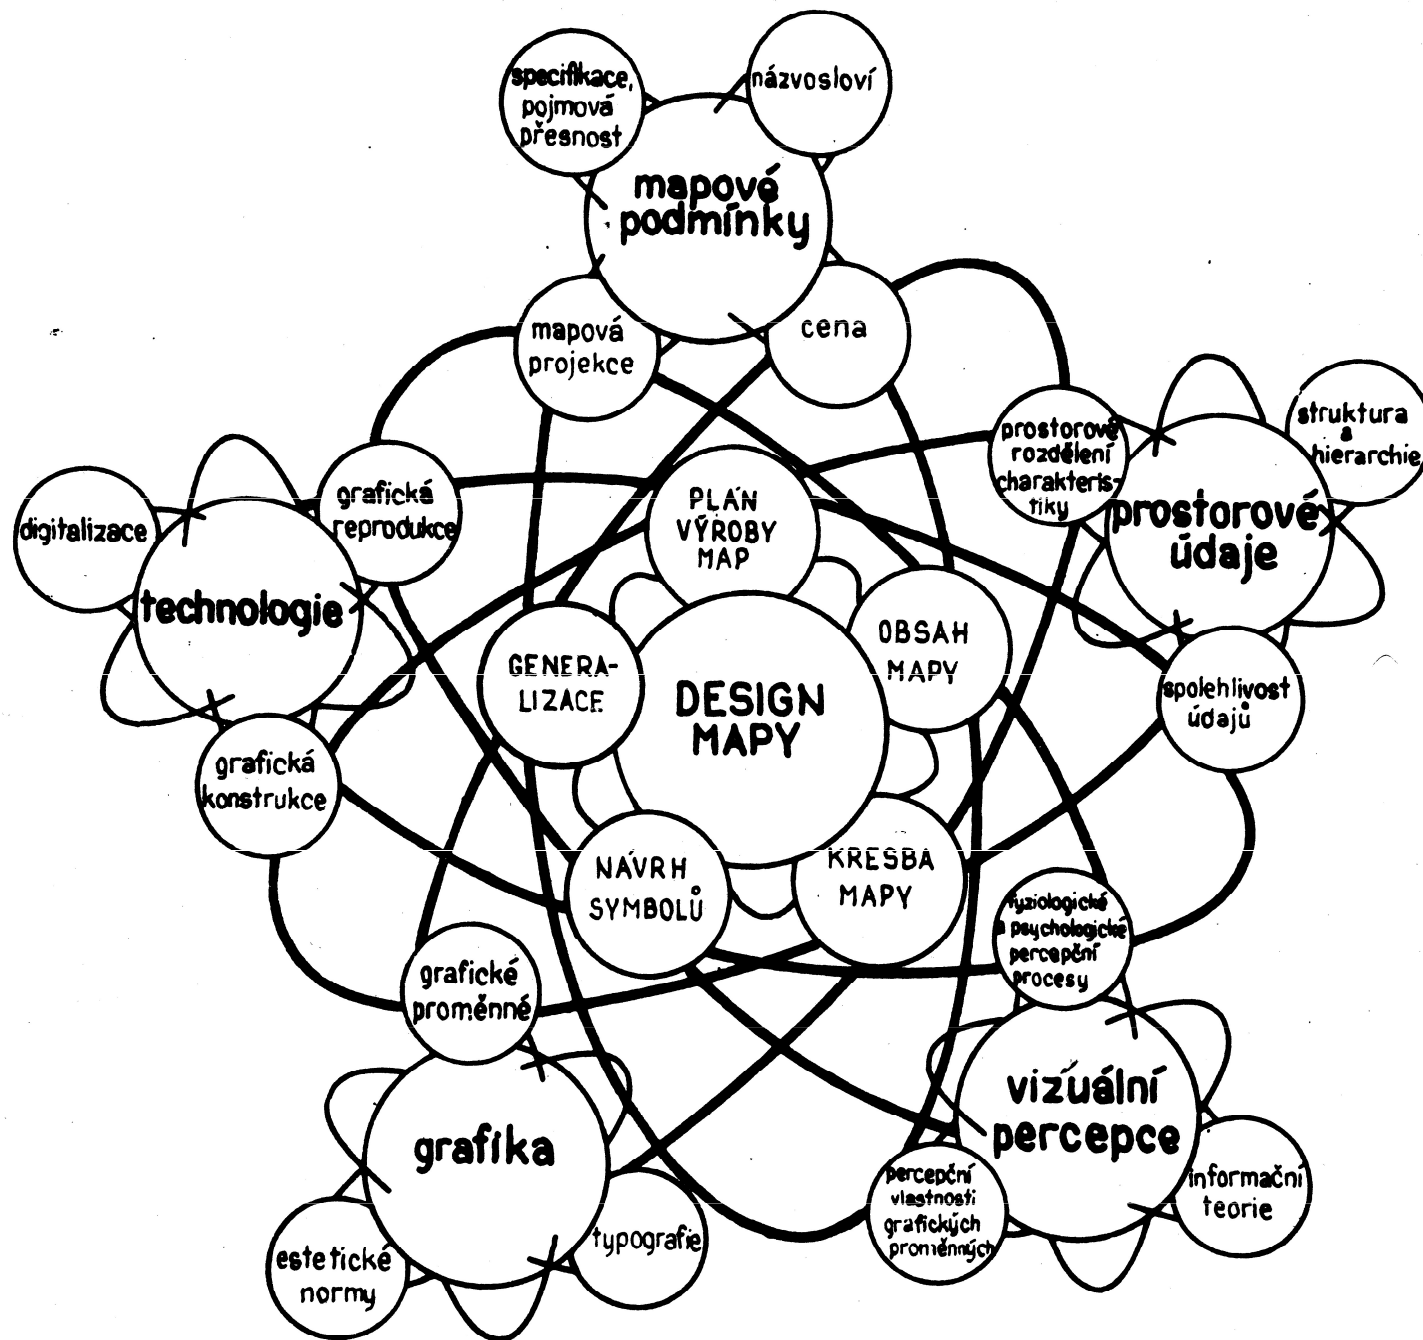 specifikace,
pojmová
přesnost
názvosloví
mapové
podmínky
mapová
projekce
cena
prostorové
rozdělení
charakteris-
tiky
struktura
a
hierarchie
prostorové
údaje
spolehlivost
údajů
digitalizace
grafická
reprodukce
technologie
grafická
konstrukce
PLÁN
VÝROBY
MAP
OBSAH
MAPY
GENERA-
LIZACE
DESIGN
MAPY
NÁVRH
SYMBOLŮ
KRESBA
MAPY
grafické
proměnné
grafika
estetické
normy
typografie
fyziologické
a psychologické
percepční
procesy
vizuální
percepce
percepční
vlastnosti
grafických
proměnných
informační
teorie